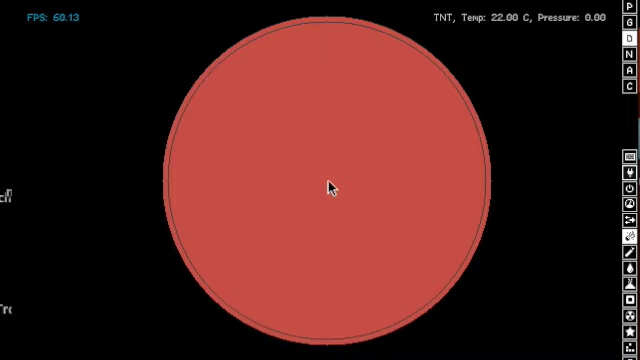 FPS: 60.13
TNT, Temp: 22.00 C, Pressure: 0.00
P
G
D
N
A
C